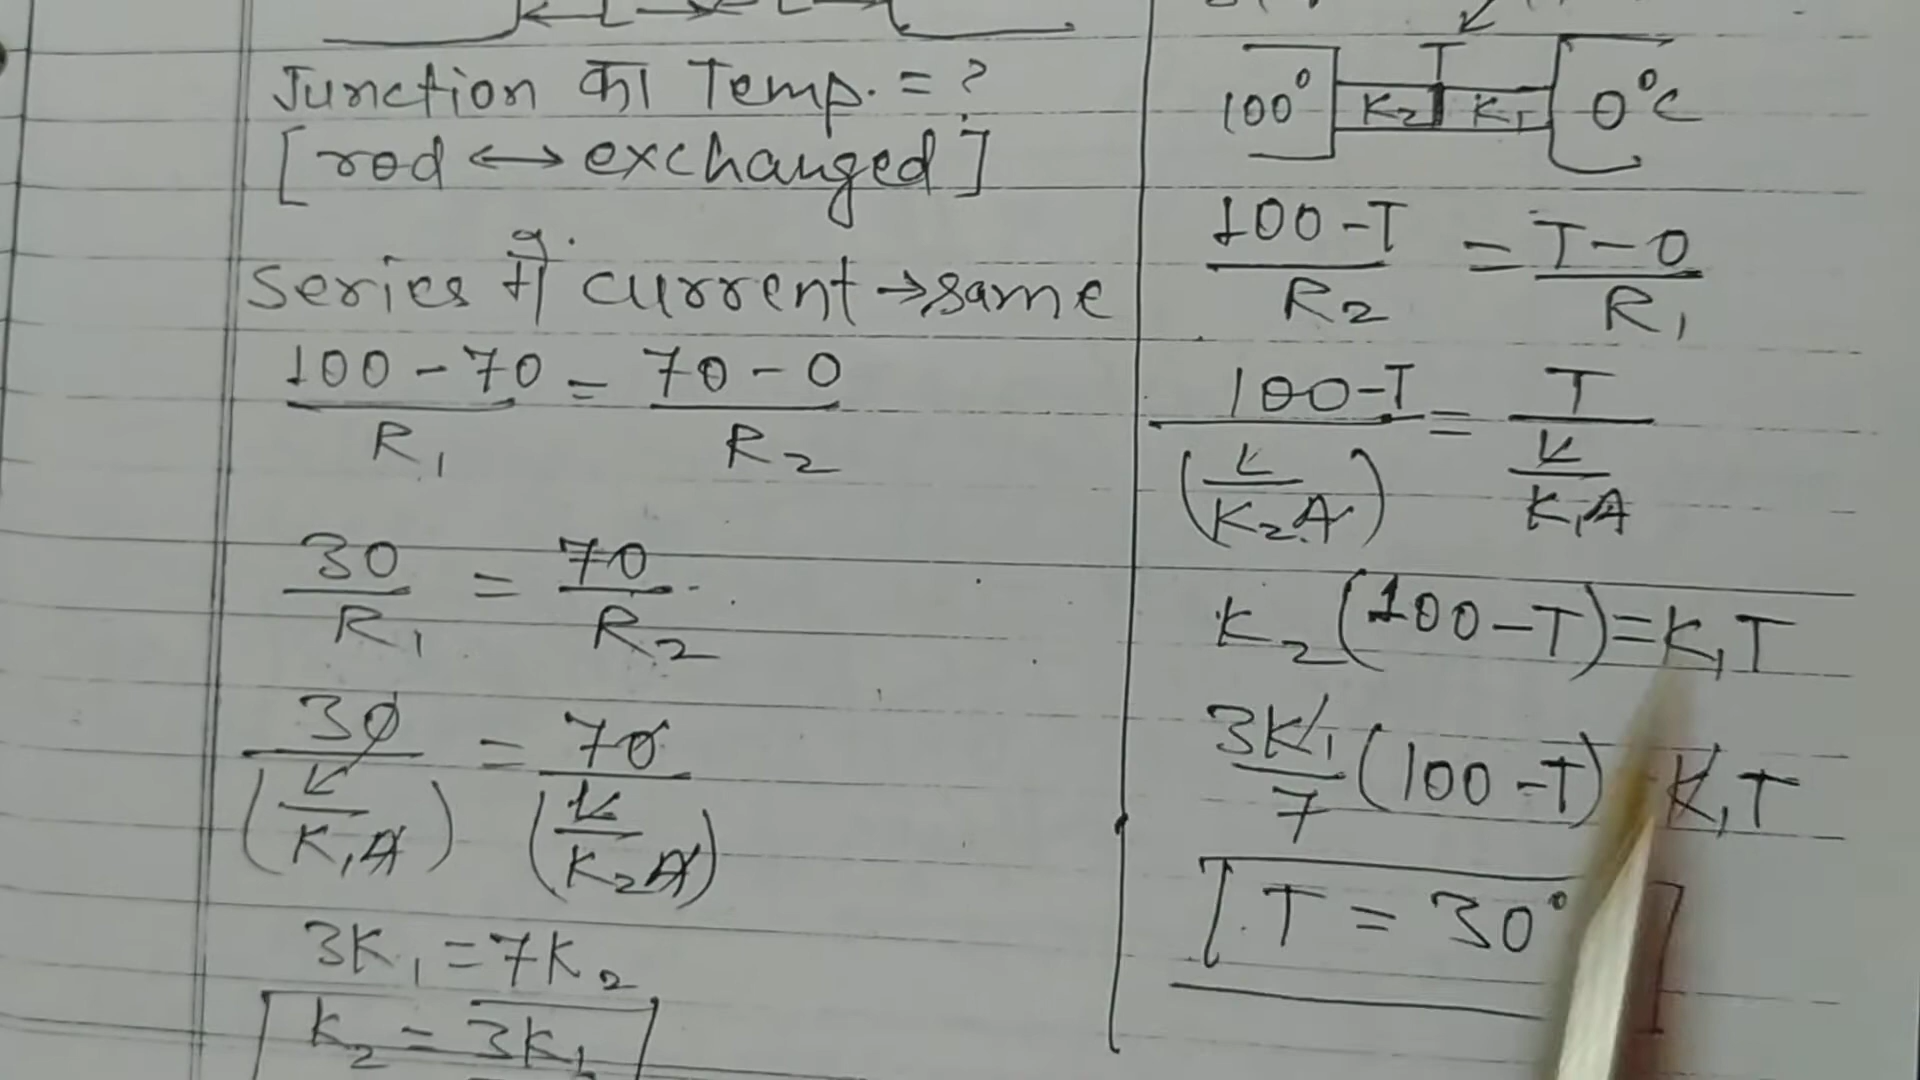 L L
Junction का Temp. = ?
[rod ↔ exchanged]
series में current → same
100 - 70 / R₁ = 70 - 0 / R₂
30 / R₁ = 70 / R₂
30 / (L / K₁A) = 70 / (L / K₂A)
3K₁ = 7K₂
K₂ = 3K₁
T
100° K₂ K₁ 0°C
100 - T / R₂ = T - 0 / R₁
100 - T / (L / K₂A) = T / L / K₁A
K₂(100 - T) = K₁T
3K₁ / 7 (100 - T) K₁T
T = 30°